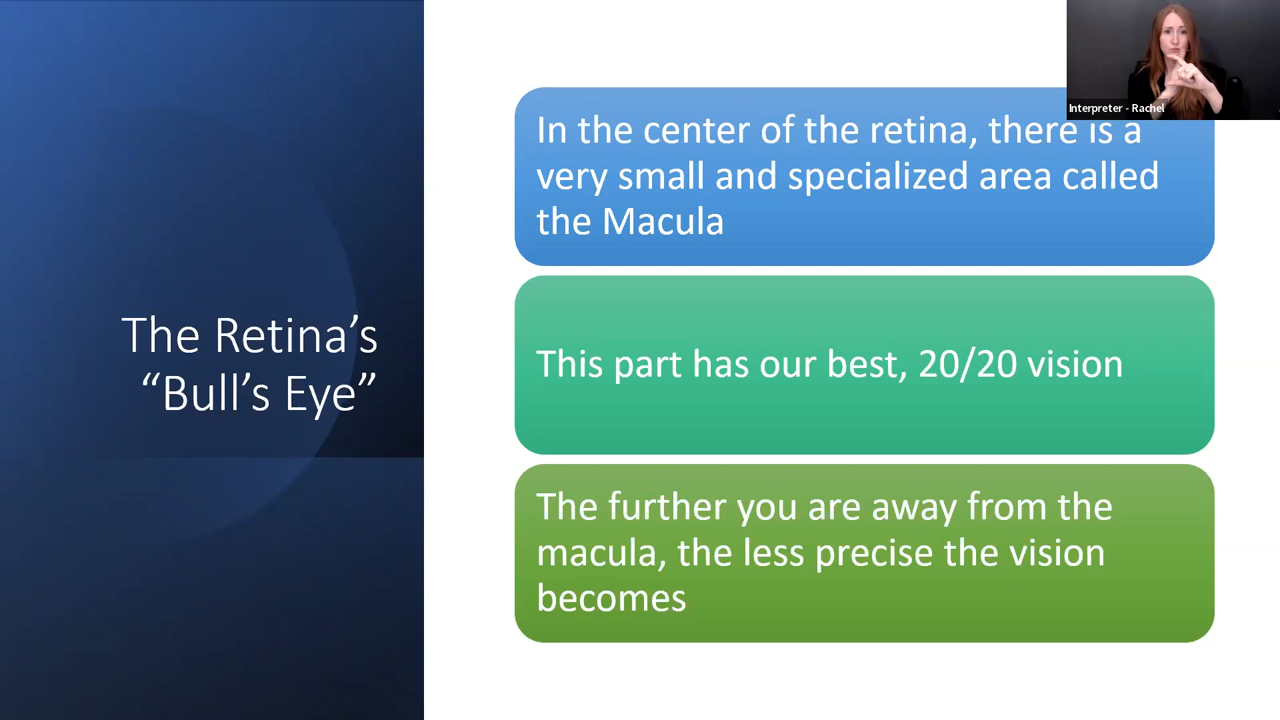 The Retina’s
“Bull’s Eye”
In the center of the retina, there is a
very small and specialized area called
the Macula
This part has our best, 20/20 vision
The further you are away from the
macula, the less precise the vision
becomes
Interpreter - Rachel